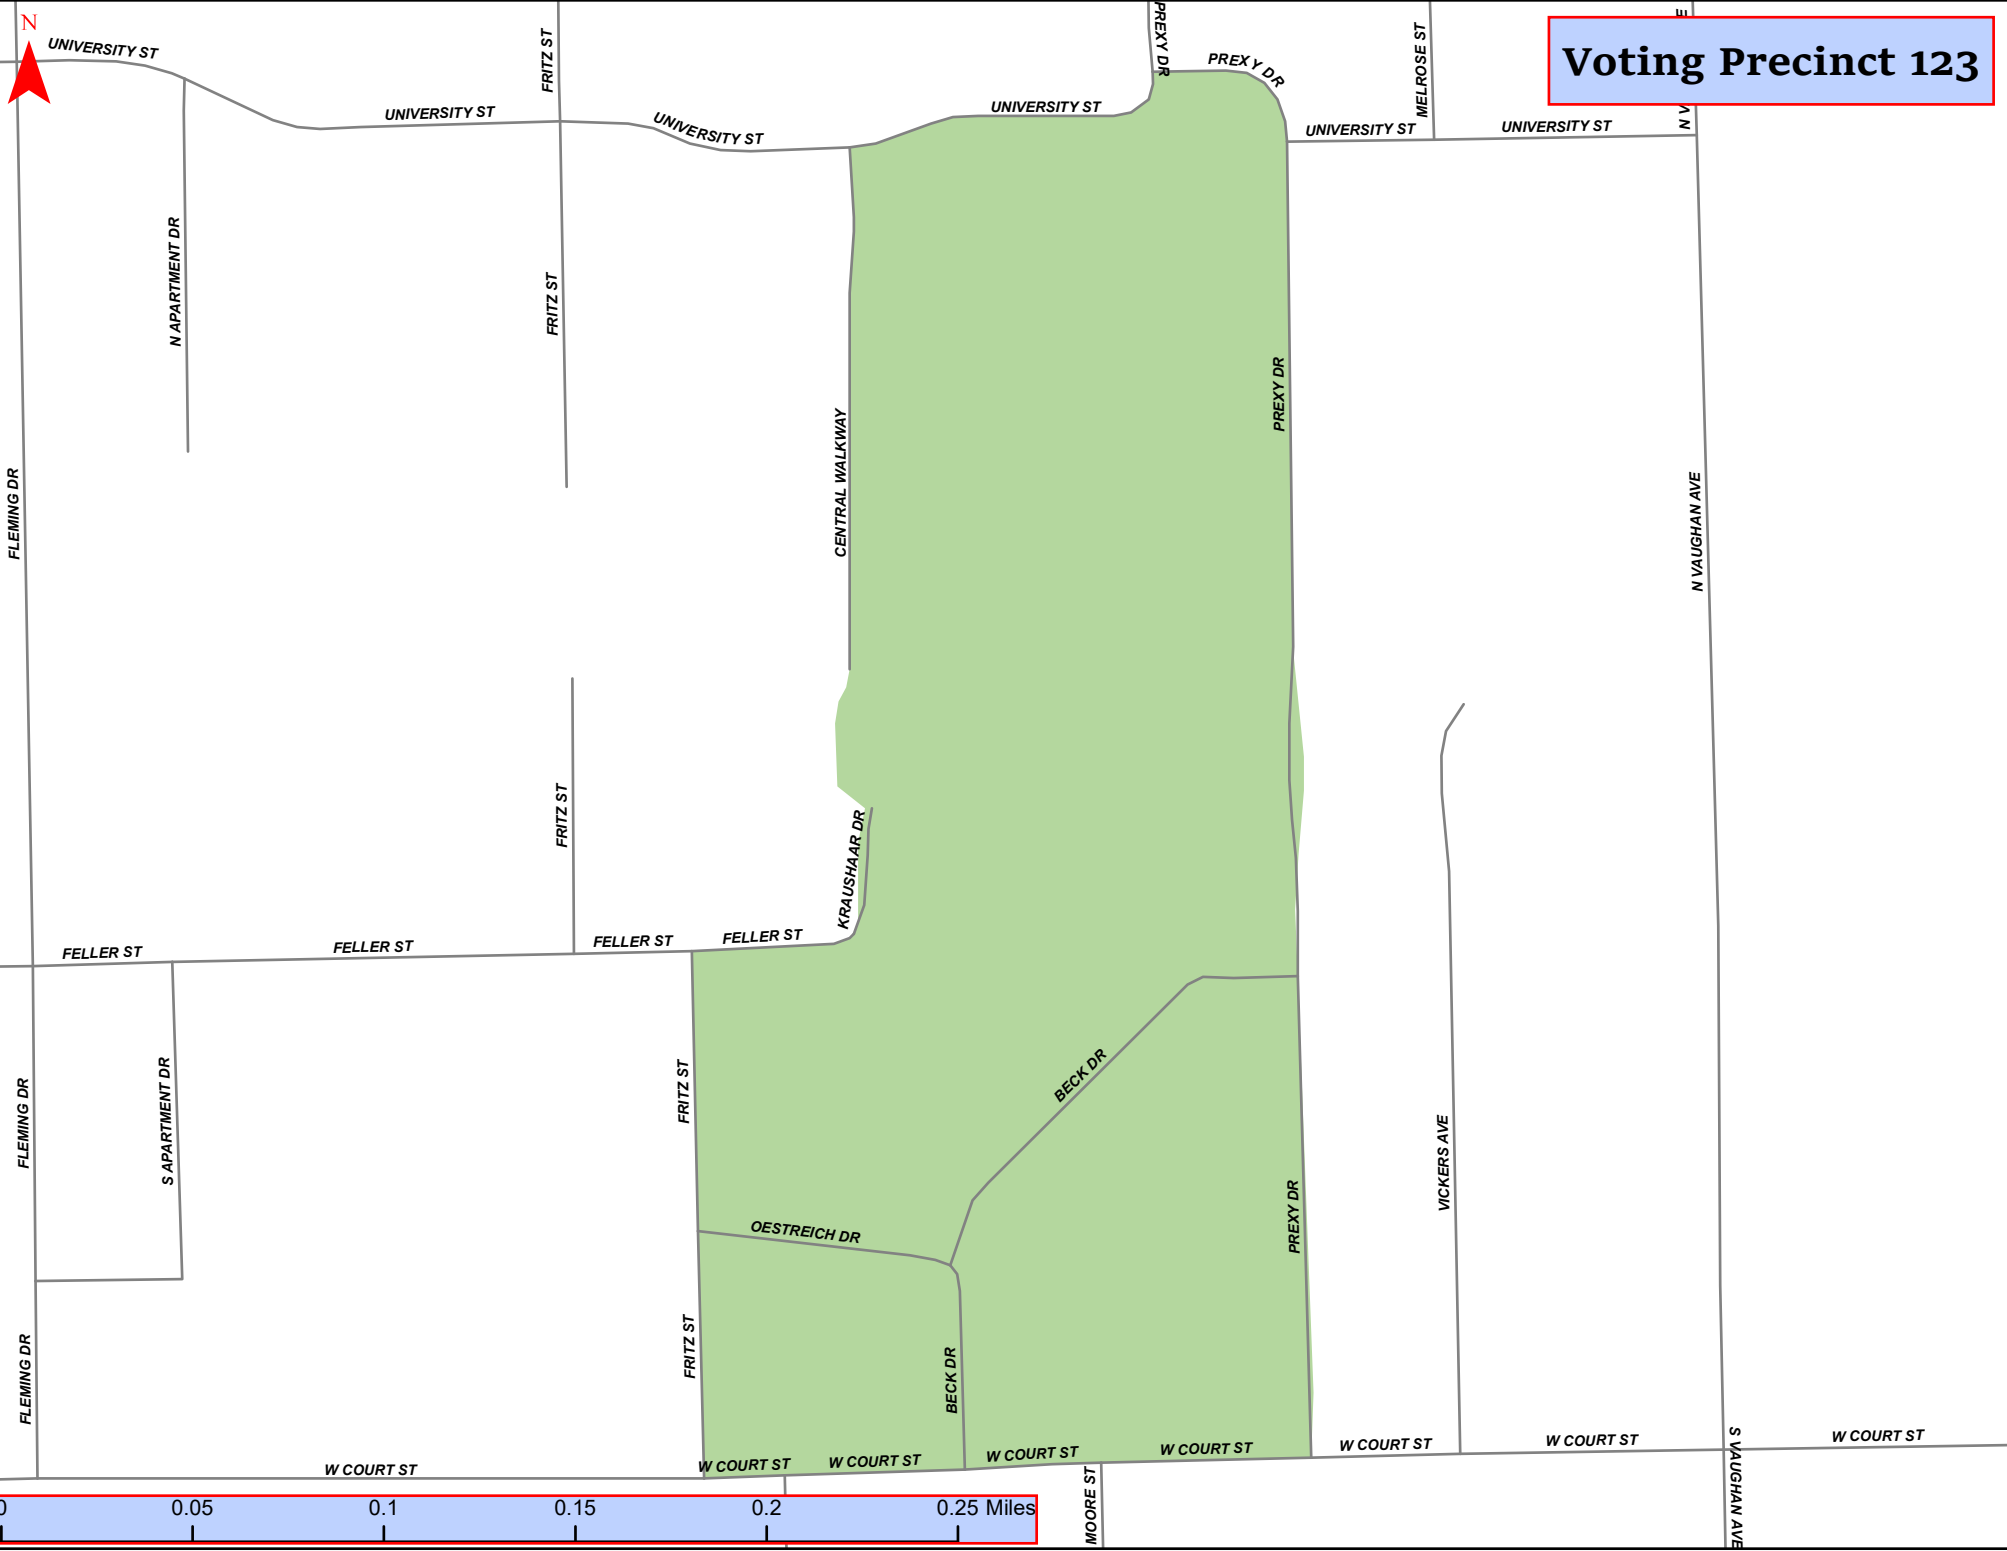 N
PREXY DR
Voting Precinct 123
UNIVERSITY ST
FRITZ ST
PREXY DR
MELROSE ST
UNIVERSITY ST
UNIVERSITY ST
UNIVERSITY ST
UNIVERSITY ST
UNIVERSITY ST
N APARTMENT DR
FRITZ ST
PREXY DR
CENTRAL WALKWAY
FLEMING DR
N VAUGHAN AVE
FRITZ ST
KRAUSHAAR DR
FELLER ST
FELLER ST
FELLER ST
FELLER ST
FLEMING DR
S APARTMENT DR
FRITZ ST
BECK DR
VICKERS AVE
PREXY DR
OESTREICH DR
FLEMING DR
FRITZ ST
BECK DR
W COURT ST
W COURT ST
W COURT ST
W COURT ST
W COURT ST
W COURT ST
W COURT ST
W COURT ST
MOORE ST
S VAUGHAN AVE
0 0.05 0.1 0.15 0.2 0.25 Miles